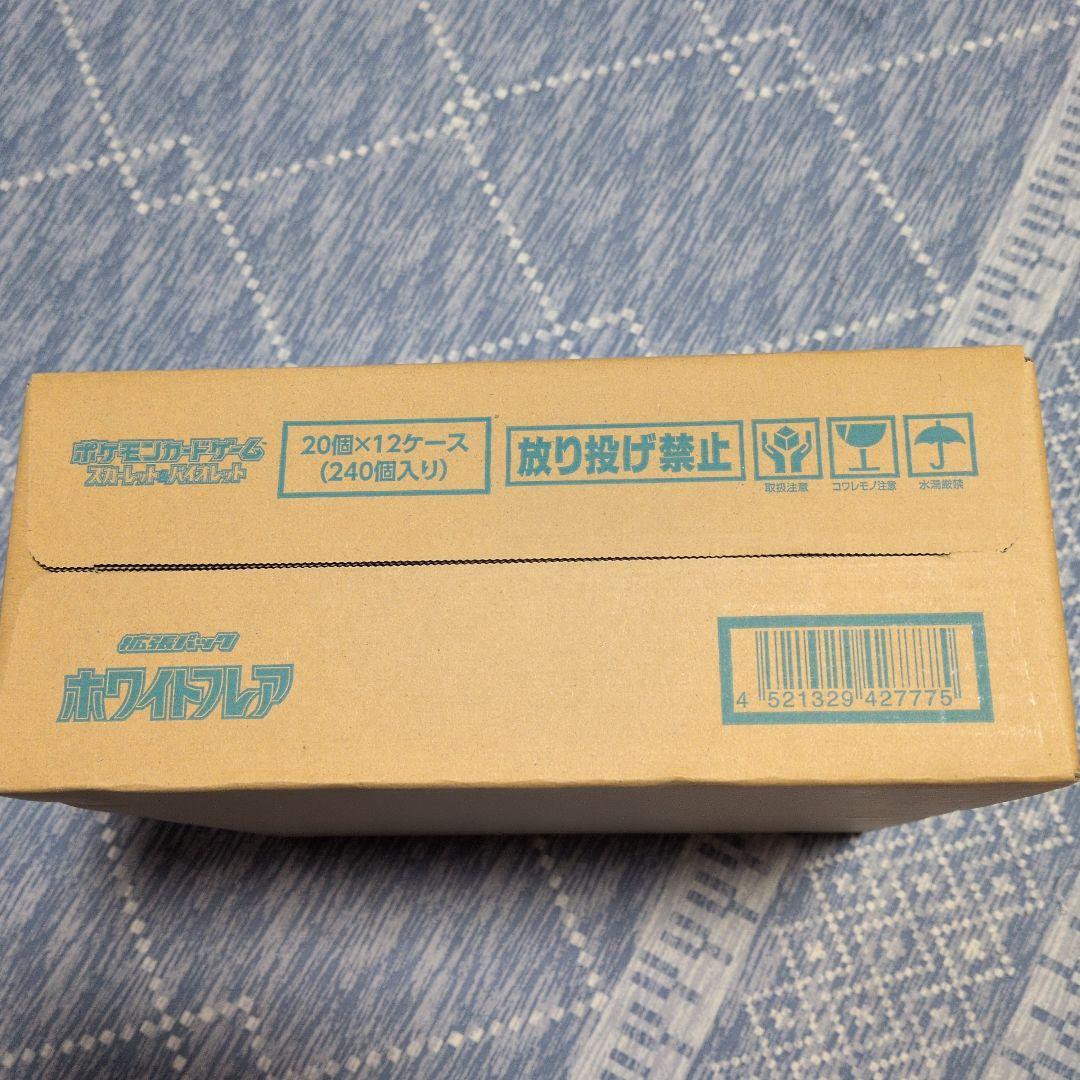 ポケモンカードゲーム
スカーレット&バイオレット
20個×12ケース
(240個入り)
放り投げ禁止
取扱注意
コワレモノ注意
水濡厳禁
拡張パック
ホワイトフレア
4 521329 427775